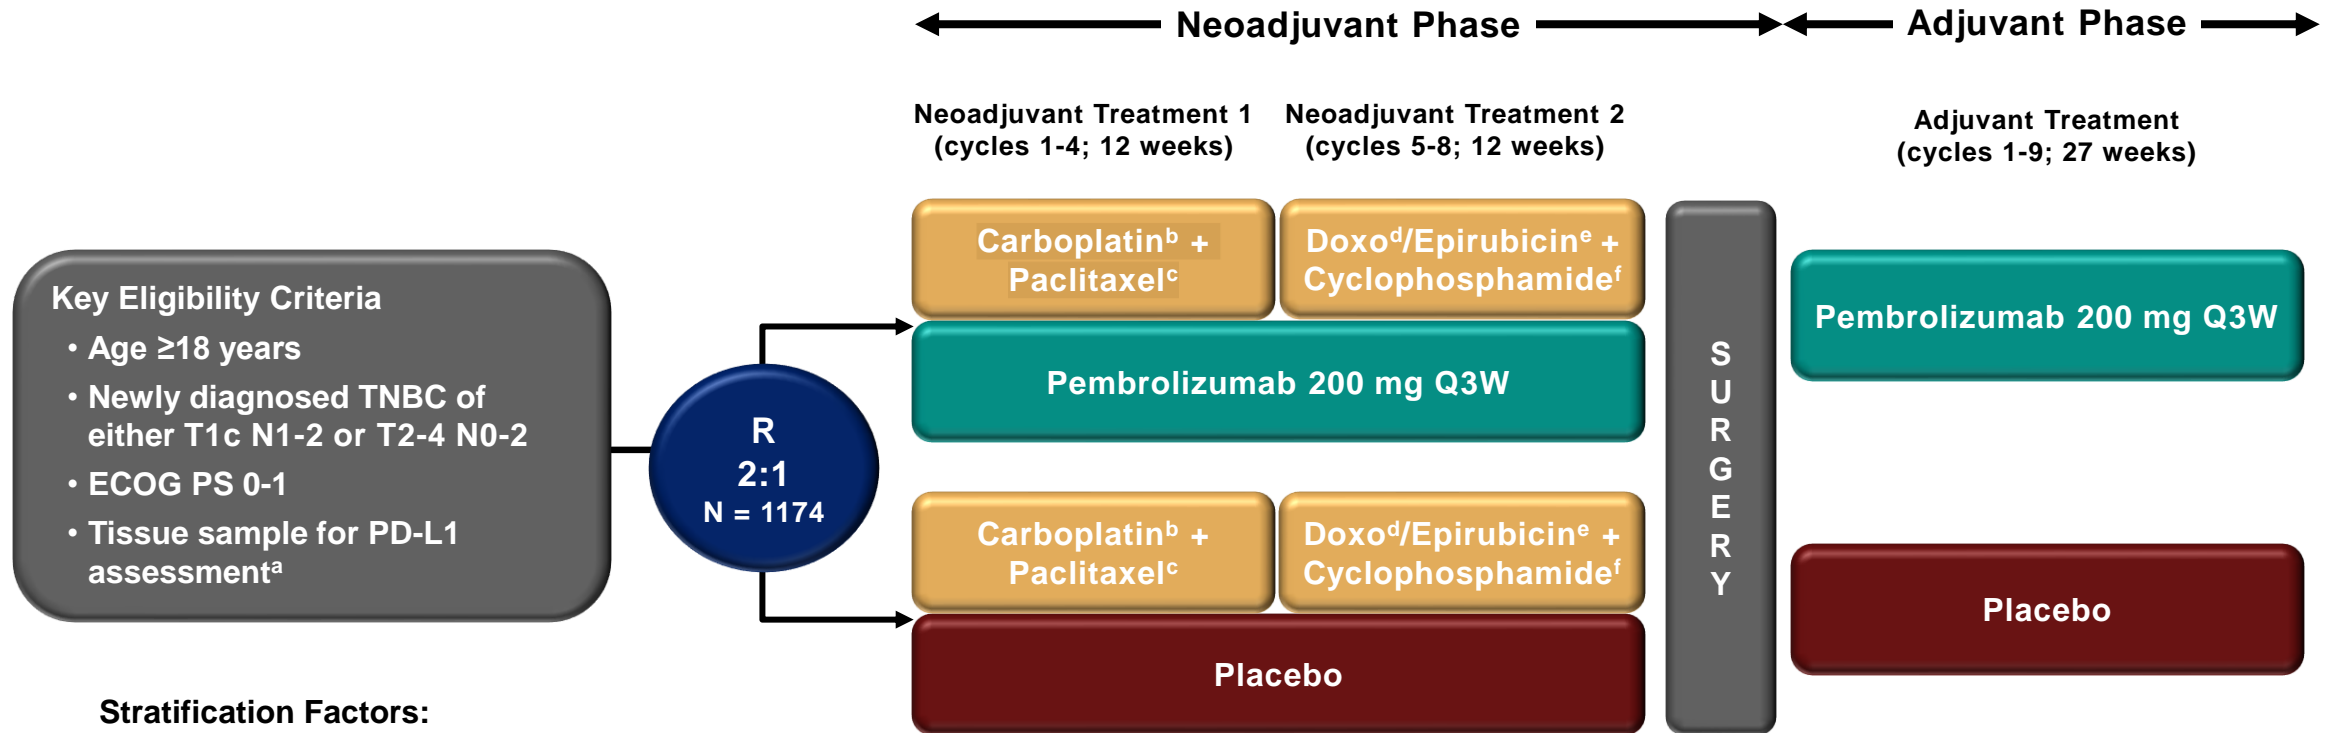 Neoadjuvant Phase
Adjuvant Phase
Neoadjuvant Treatment 1
(cycles 1-4; 12 weeks)
Neoadjuvant Treatment 2
(cycles 5-8; 12 weeks)
Adjuvant Treatment
(cycles 1-9; 27 weeks)
Key Eligibility Criteria
• Age ≥18 years
• Newly diagnosed TNBC of
either T1c N1-2 or T2-4 N0-2
• ECOG PS 0-1
• Tissue sample for PD-L1
assessmentᵃ
R
2:1
N = 1174
Carboplatinᵇ +
Paclitaxelᶜ
Doxoᵈ/Epirubicinᵉ +
Cyclophosphamideᶠ
Pembrolizumab 200 mg Q3W
Carboplatinᵇ +
Paclitaxelᶜ
Doxoᵈ/Epirubicinᵉ +
Cyclophosphamideᶠ
Placebo
S
U
R
G
E
R
Y
Pembrolizumab 200 mg Q3W
Placebo
Stratification Factors: